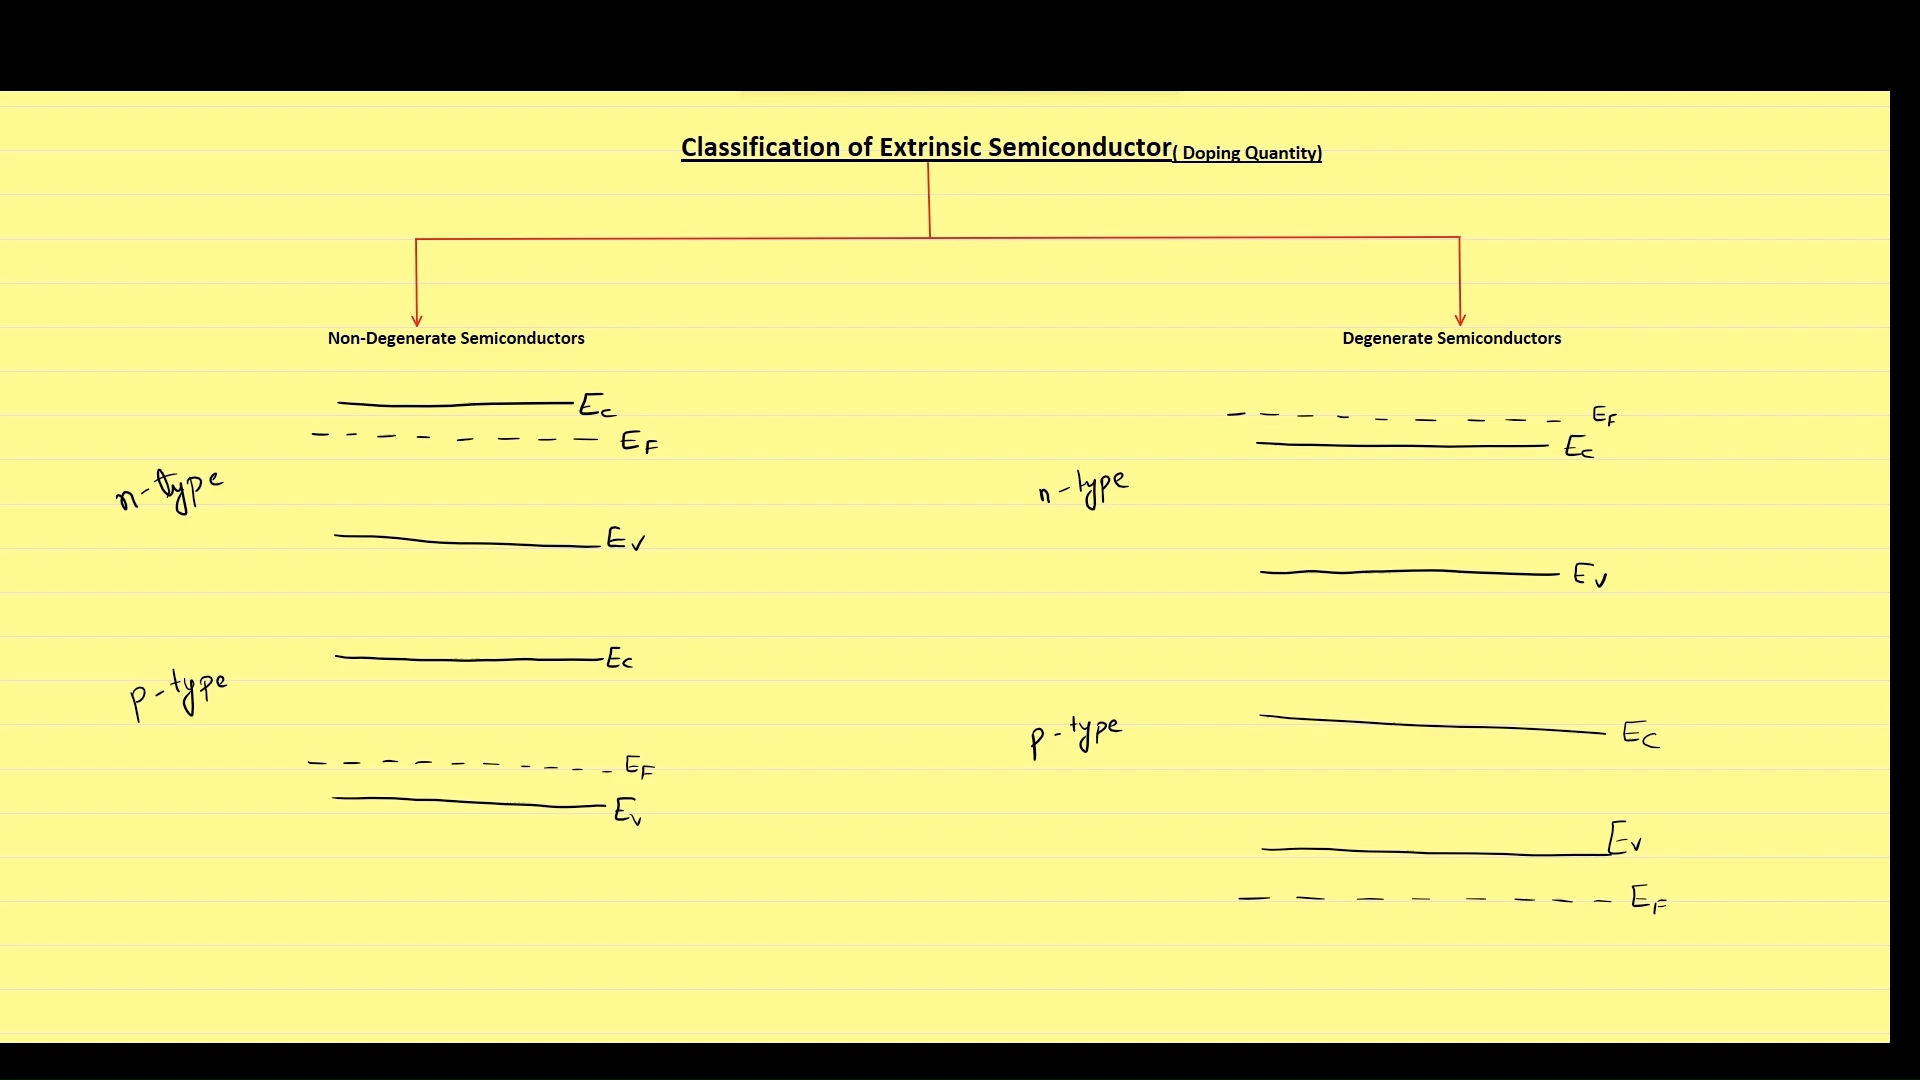 Classification of Extrinsic Semiconductor( Doping Quantity)
Non-Degenerate Semiconductors
Ec
EF
n-type
Ev
Ec
p-type
EF
Ev
Degenerate Semiconductors
EF
Ec
n-type
Ev
p-type
Ec
Ev
EF